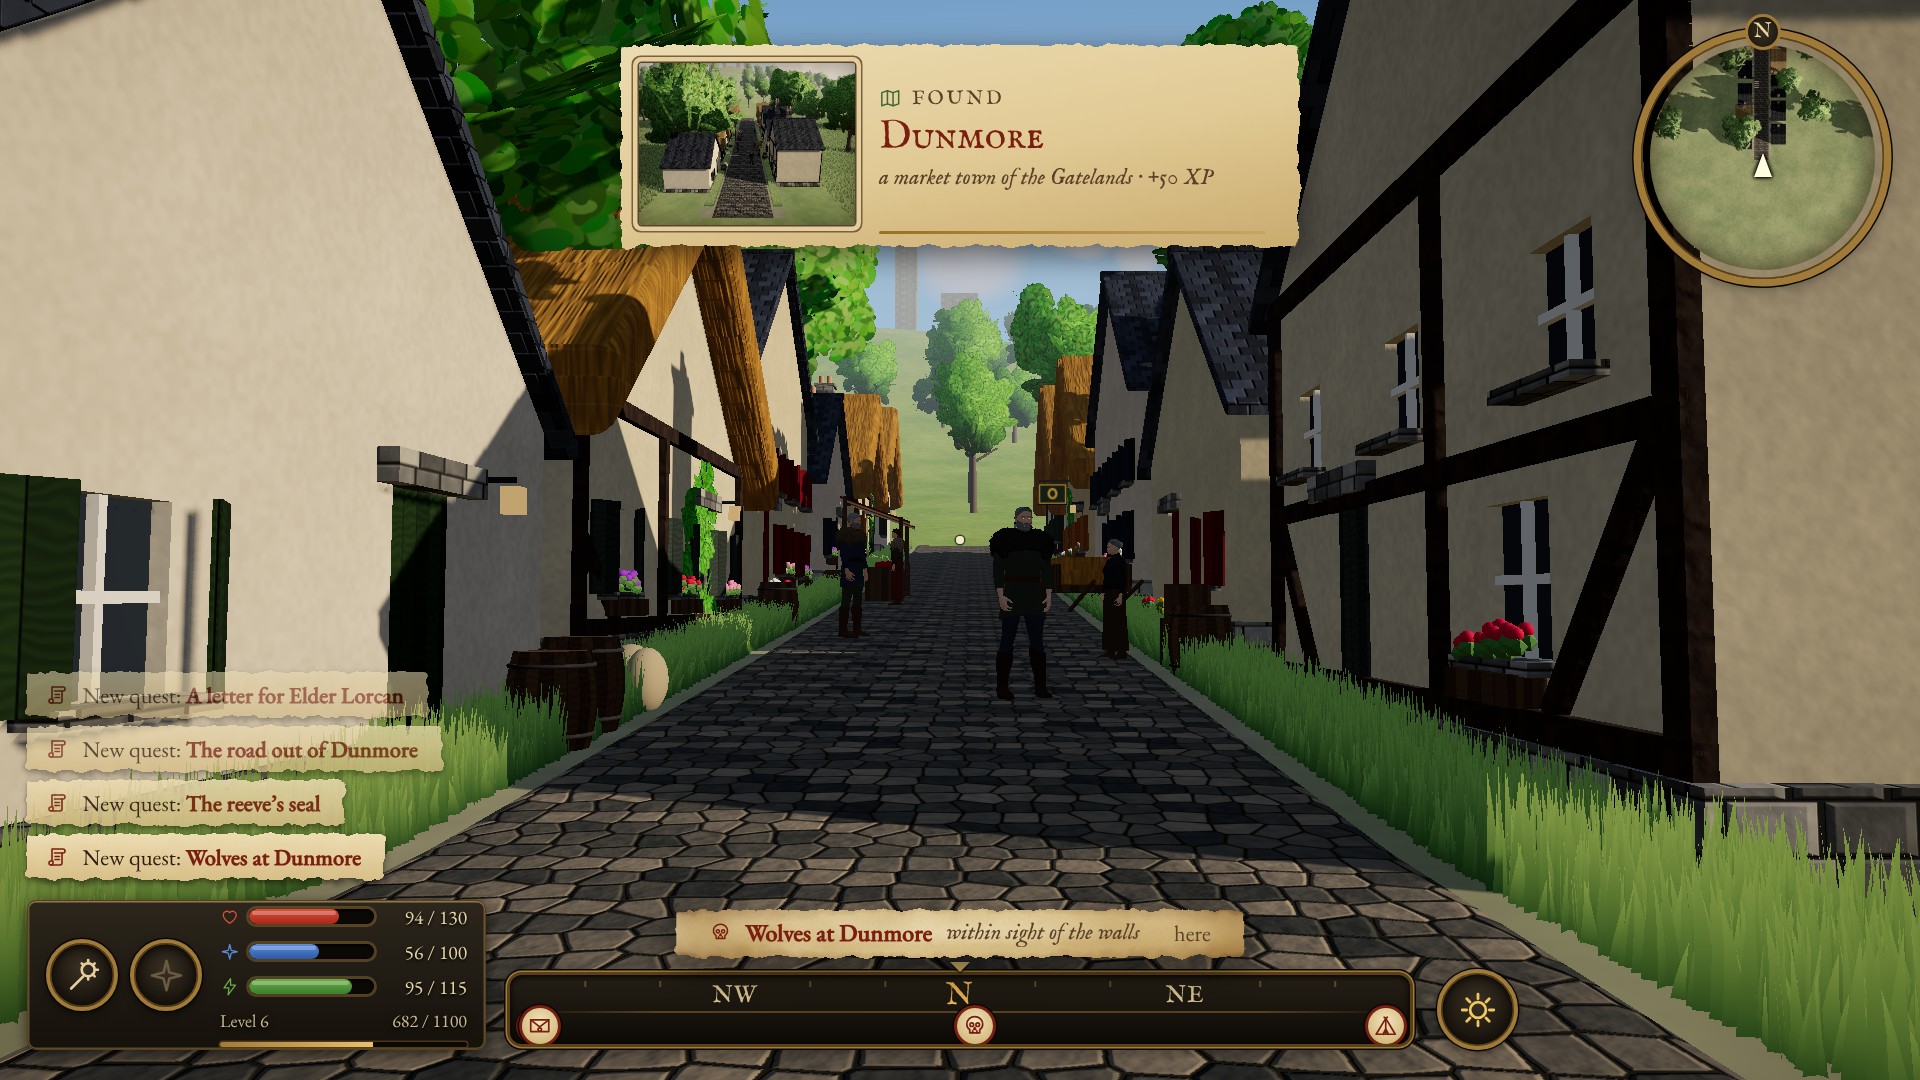 N
FOUND
Dunmore
a market town of the Gatelands · +50 XP
New quest: A letter for Elder Lorcan
New quest: The road out of Dunmore
New quest: The reeve's seal
New quest: Wolves at Dunmore
Wolves at Dunmore within sight of the walls here
94 / 130
56 / 100
95 / 115
Level 6 682 / 1100
NW N NE